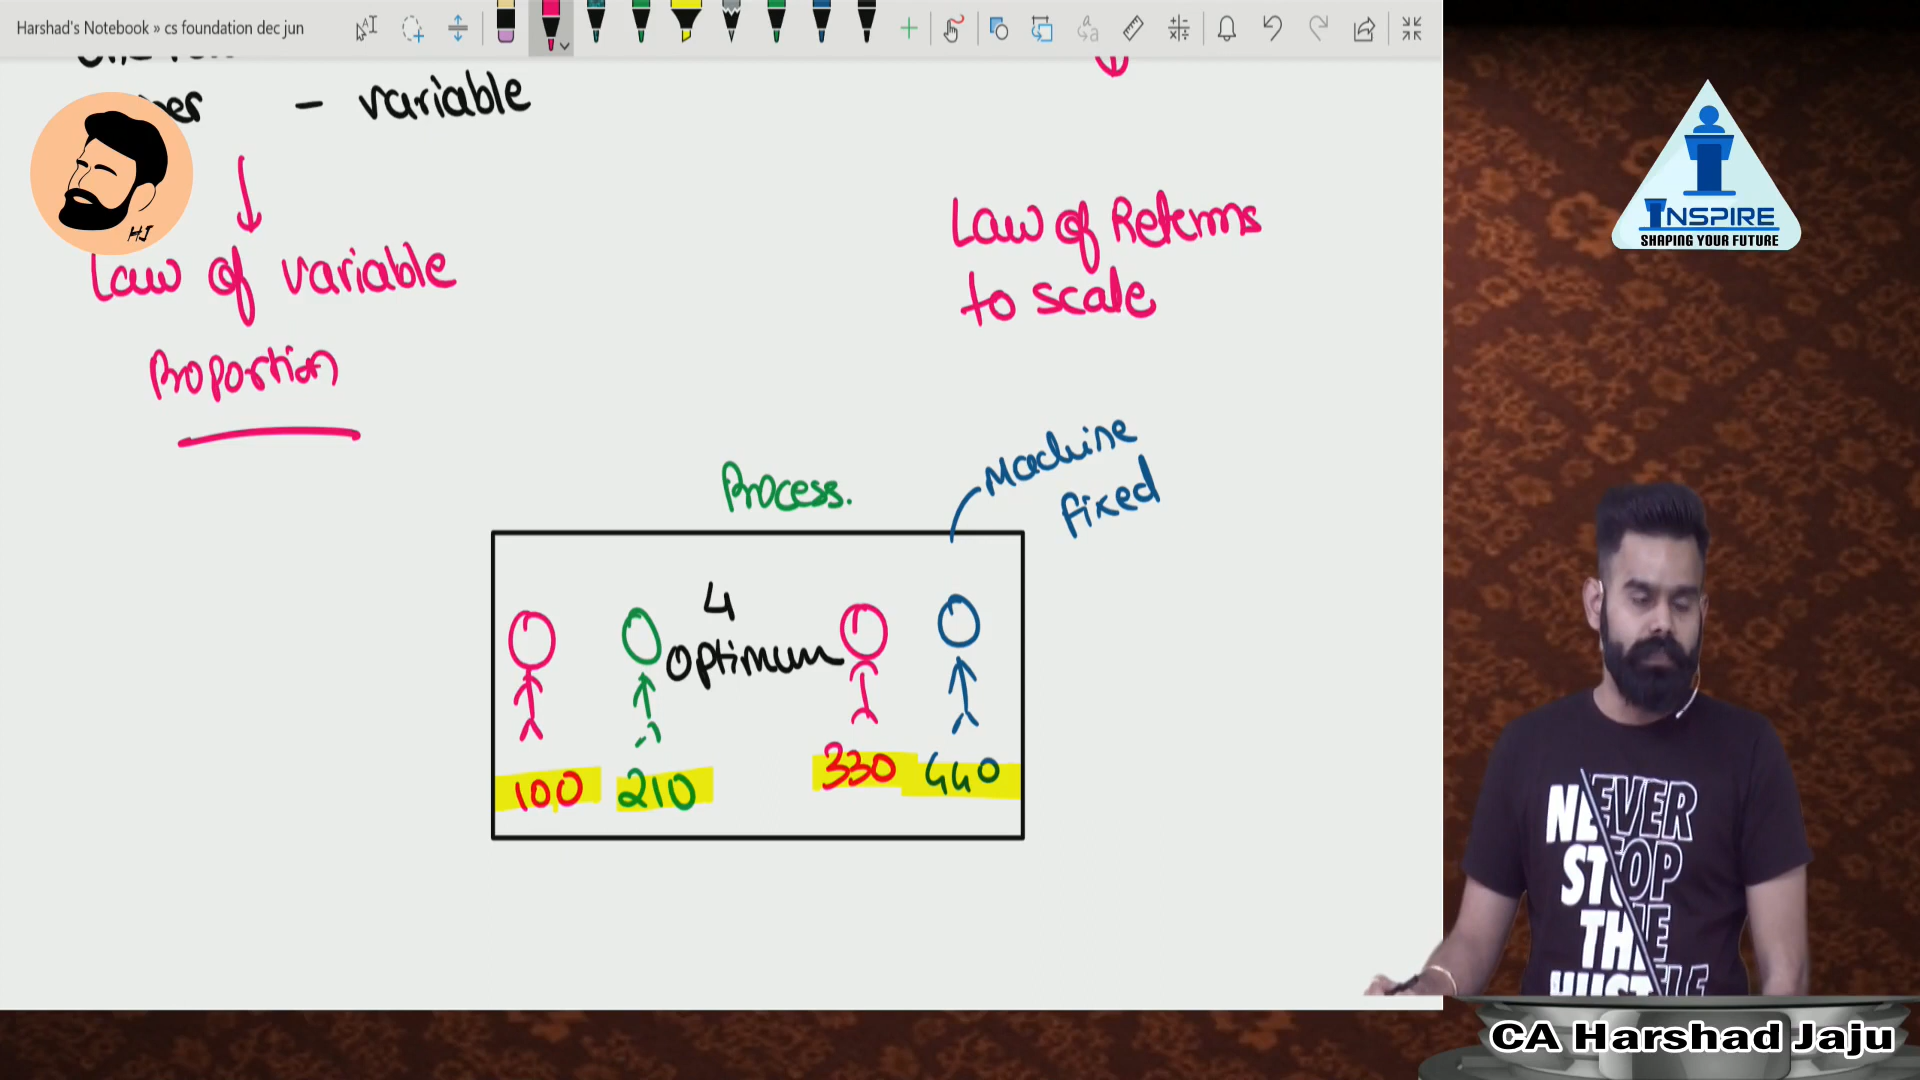 Harshad's Notebook » cs foundation dec jun
- variable
Law of variable
Proportion
Law of Returns
to scale
Process.
Machine
fixed
4
optimum
100 210 330 440
HJ
INSPIRE
SHAPING YOUR FUTURE
NEVER
STOP
THE
HUSTLE
CA Harshad Jaju